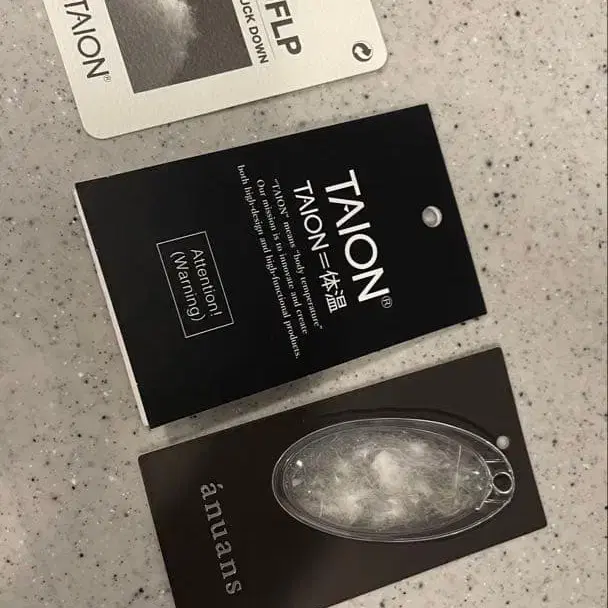 TAION®
FLP
UCK DOWN
TAION®
TAION=体温
"TAION" means "body temperature"
Our mission is to innovate and create
both high-design and high-functional products.
Attention!
(Warning)
ánuans